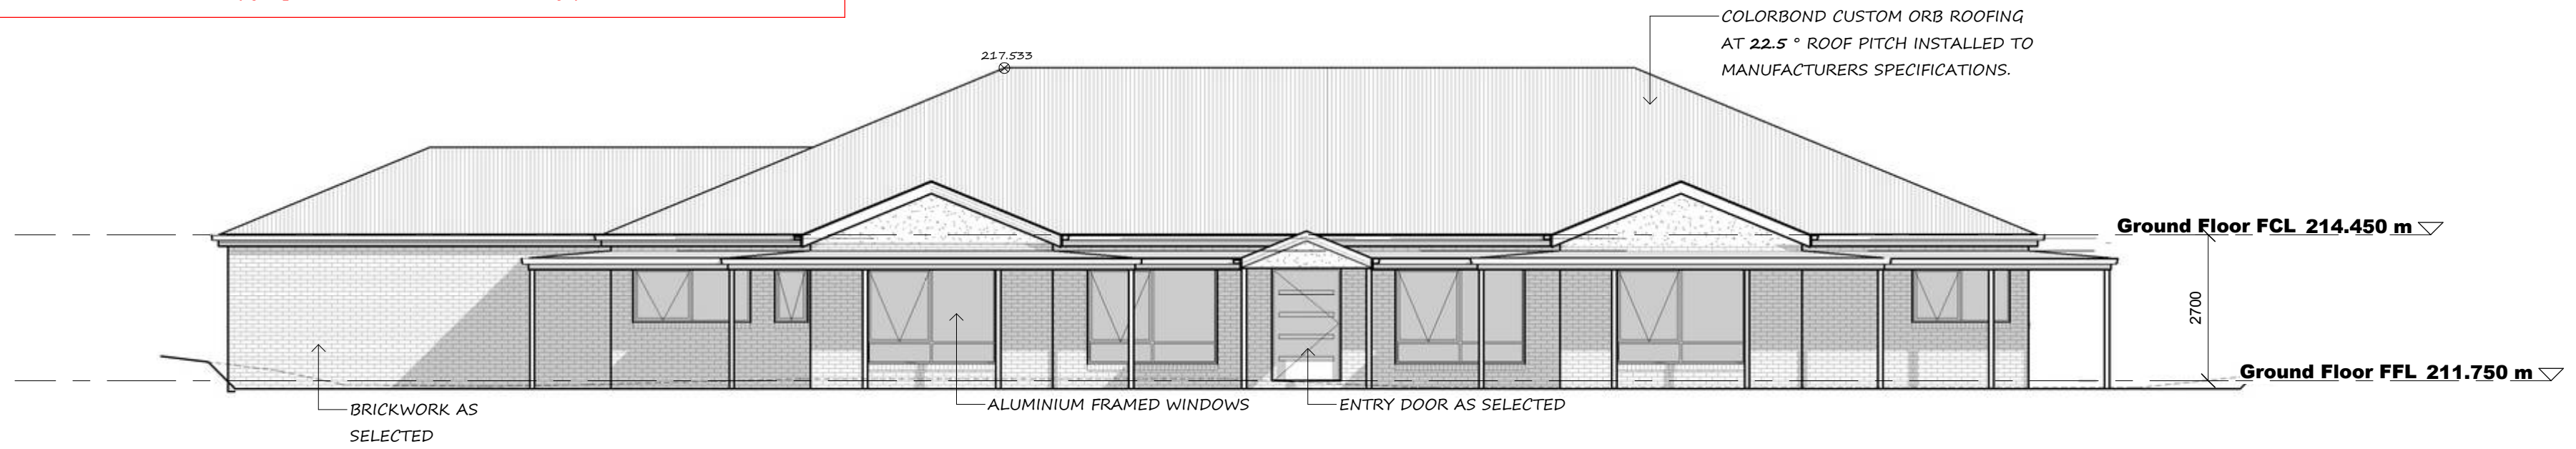 COLORBOND CUSTOM ORB ROOFING
AT 22.5 ° ROOF PITCH INSTALLED TO
MANUFACTURERS SPECIFICATIONS.
217.533
Ground Floor FCL 214.450 m
2700
Ground Floor FFL 211.750 m
BRICKWORK AS
SELECTED
ALUMINIUM FRAMED WINDOWS
ENTRY DOOR AS SELECTED